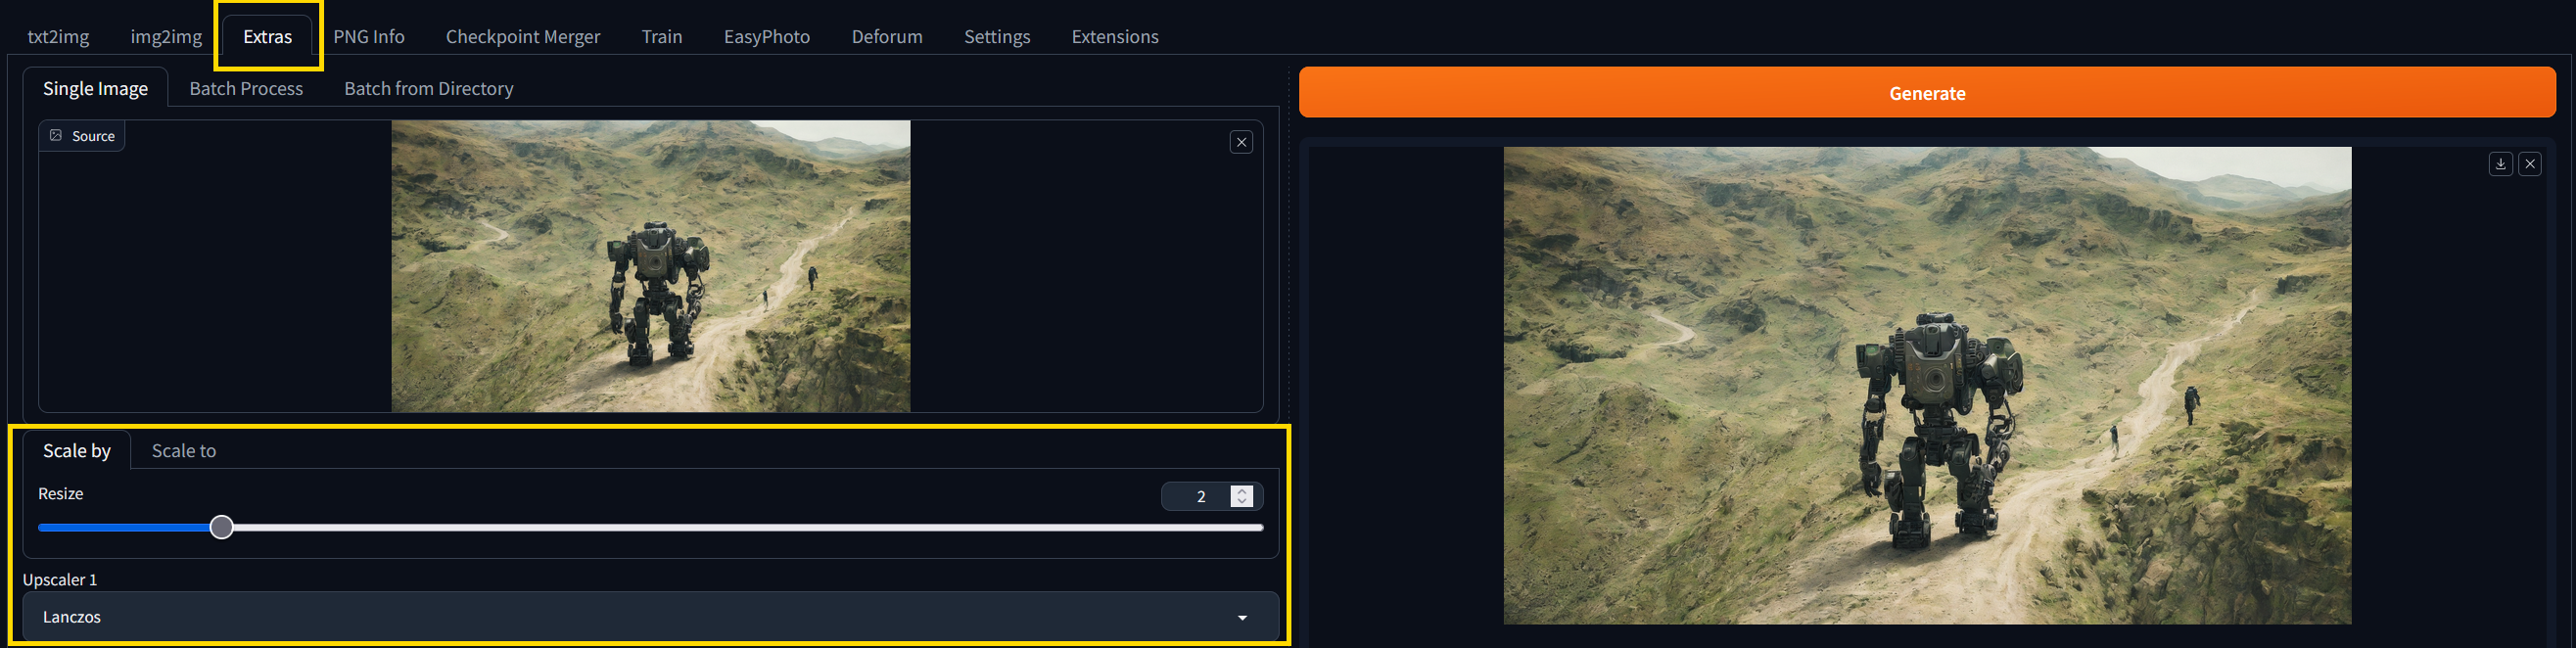 txt2img img2img Extras PNG Info Checkpoint Merger Train EasyPhoto Deforum Settings Extensions
Single Image Batch Process Batch from Directory
Source
Scale by Scale to
Resize 2
Upscaler 1
Lanczos
Generate